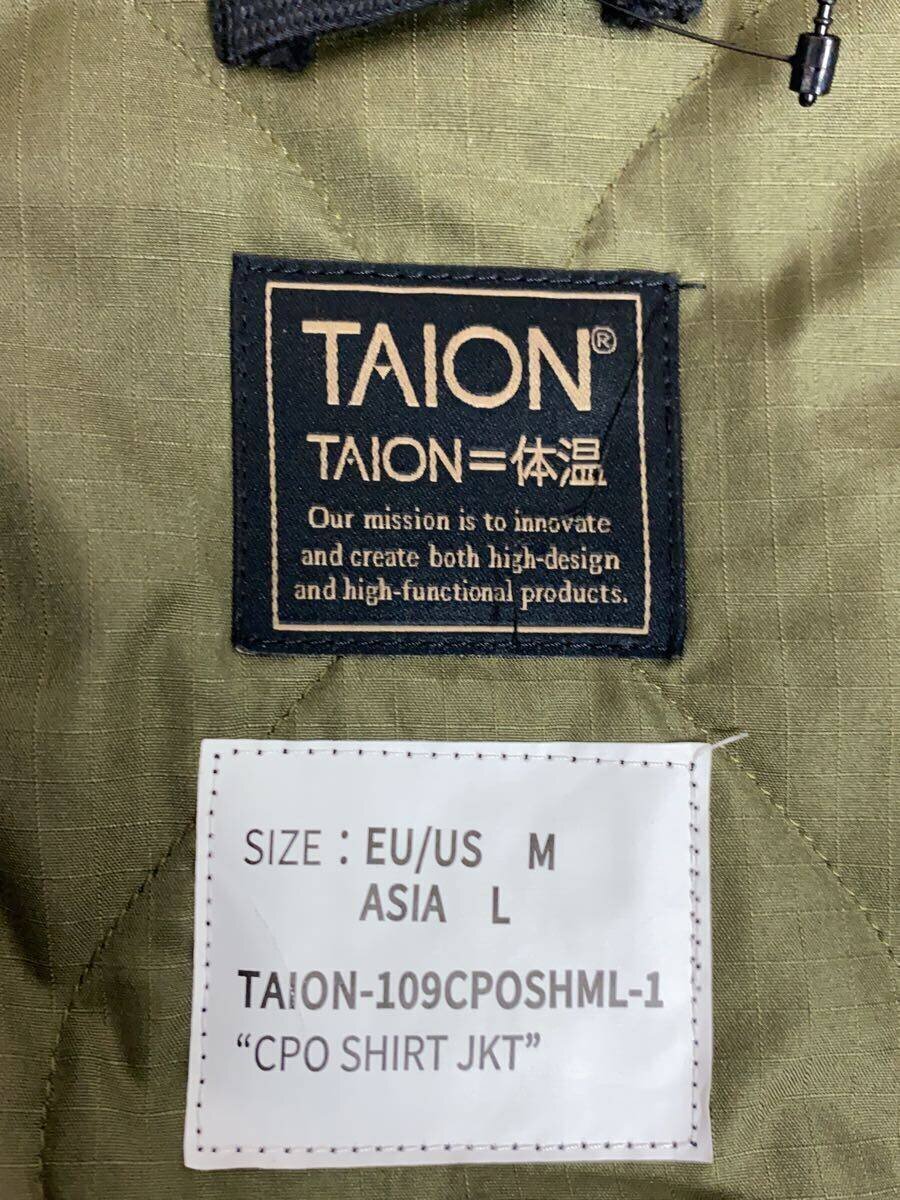 TAION®
TAION=体温
Our mission is to innovate
and create both high-design
and high-functional products.
SIZE : EU/US M
ASIA L
TAION-109CPOSHML-1
“CPO SHIRT JKT”